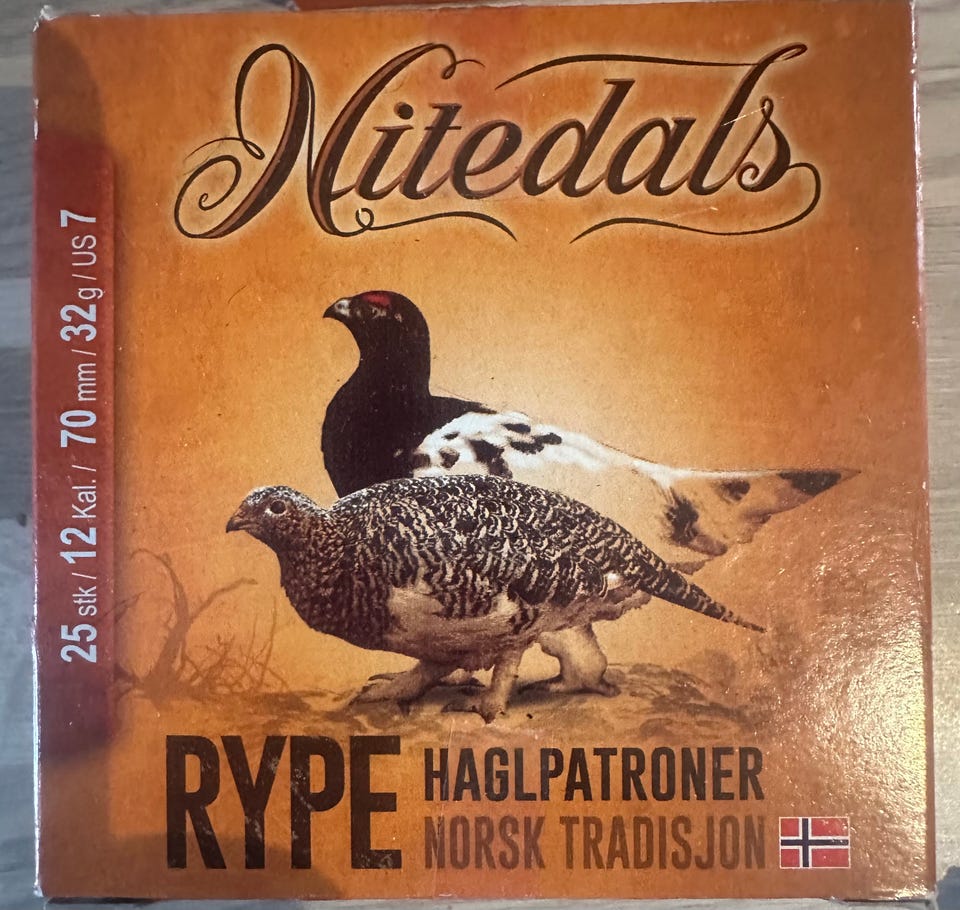 Nitedals
25 stk / 12 Kal. / 70 mm / 32g / US 7
RYPE
HAGLPATRONER
NORSK TRADISJON